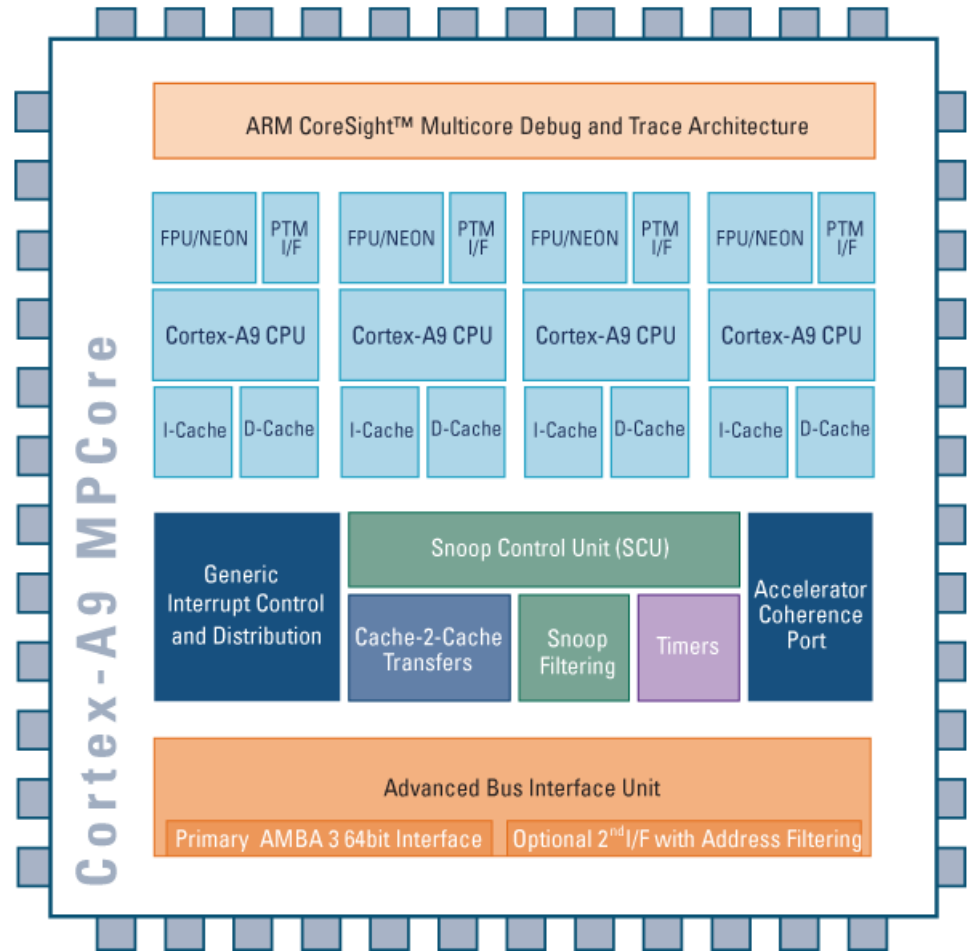 ARM CoreSight™ Multicore Debug and Trace Architecture
FPU/NEON
PTM
I/F
FPU/NEON
PTM
I/F
FPU/NEON
PTM
I/F
FPU/NEON
PTM
I/F
Cortex-A9 CPU
Cortex-A9 CPU
Cortex-A9 CPU
Cortex-A9 CPU
I-Cache
D-Cache
I-Cache
D-Cache
I-Cache
D-Cache
I-Cache
D-Cache
Cortex-A9 MPCore
Generic
Interrupt Control
and Distribution
Snoop Control Unit (SCU)
Cache-2-Cache
Transfers
Snoop
Filtering
Timers
Accelerator
Coherence
Port
Advanced Bus Interface Unit
Primary AMBA 3 64bit Interface
Optional 2nd I/F with Address Filtering